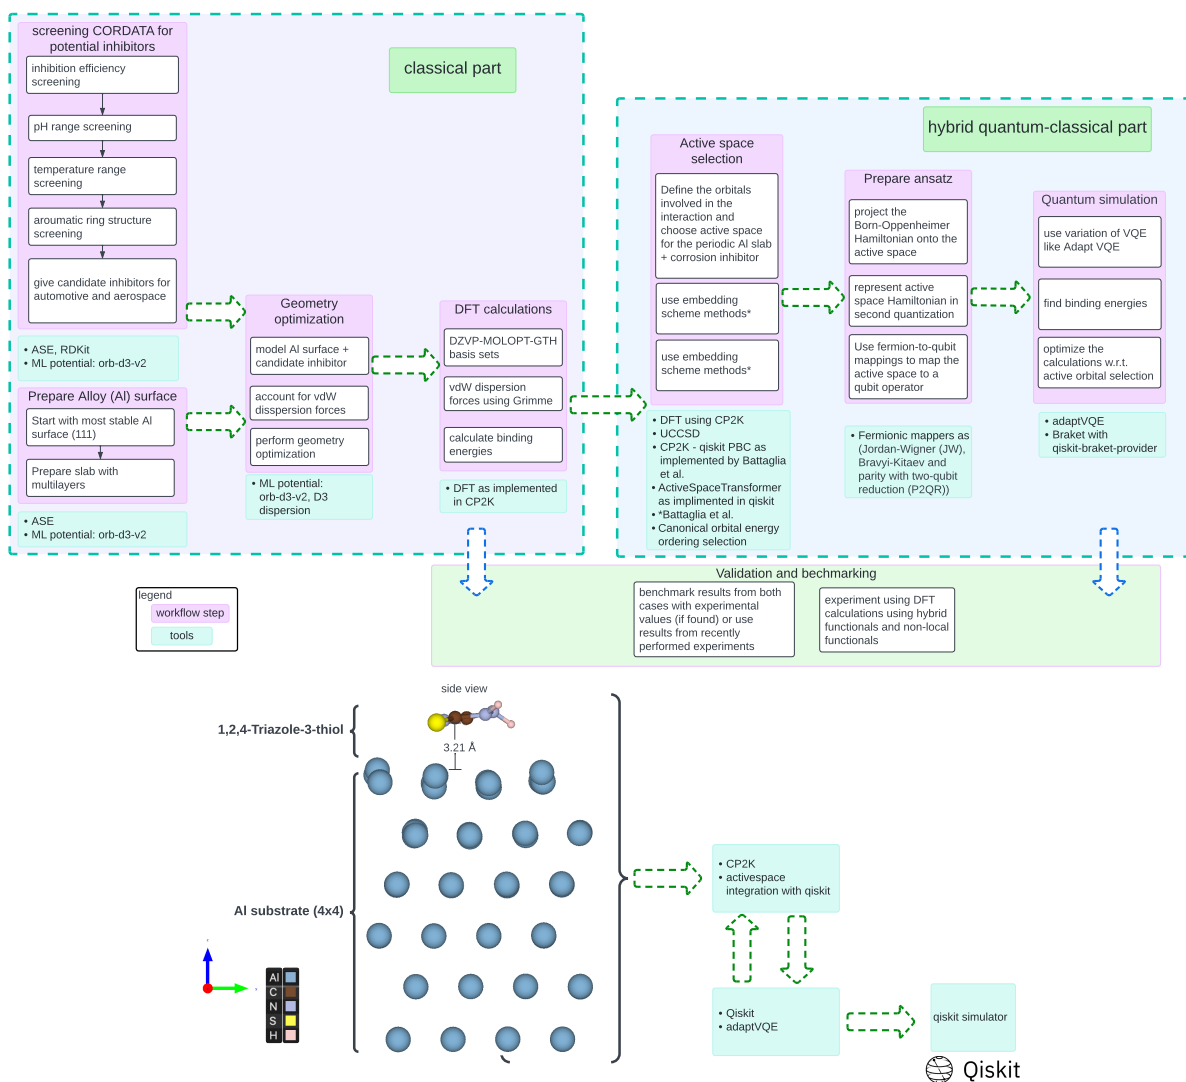 screening CORDATA for
potential inhibitors
inhibition efficiency
screening
pH range screening
temperature range
screening
aroumatic ring structure
screening
give candidate inhibitors for
automotive and aerospace
• ASE, RDKit
• ML potential: orb-d3-v2
Prepare Alloy (Al) surface
Start with most stable Al
surface (111)
Prepare slab with
multilayers
• ASE
• ML potential: orb-d3-v2
classical part
Geometry
optimization
model Al surface +
candidate inhibitor
account for vdW
disspersion forces
perform geometry
optimization
• ML potential:
orb-d3-v2, D3
dispersion
DFT calculations
DZVP-MOLOPT-GTH
basis sets
vdW dispersion
forces using Grimme
calculate binding
energies
• DFT as implemented
in CP2K
hybrid quantum-classical part
Active space
selection
Define the orbitals
involved in the
interaction and
choose active space
for the periodic Al slab
+ corrosion inhibitor
use embedding
scheme methods*
use embedding
scheme methods*
• DFT using CP2K
• UCCSD
• CP2K - qiskit PBC as
implemented by Battaglia
et al.
• ActiveSpaceTransformer
as implimented in qiskit
• *Battaglia et al.
• Canonical orbital energy
ordering selection
Prepare ansatz
project the
Born-Oppenheimer
Hamiltonian onto the
active space
represent active
space Hamiltonian in
second quantization
Use fermion-to-qubit
mappings to map the
active space to a
qubit operator
• Fermionic mappers as
(Jordan-Wigner (JW),
Bravyi-Kitaev and
parity with two-qubit
reduction (P2QR))
Quantum simulation
use variation of VQE
like Adapt VQE
find binding energies
optimize the
calculations w.r.t.
active orbital selection
• adaptVQE
• Braket with
qiskit-braket-provider
legend
workflow step
tools
Validation and bechmarking
benchmark results from both
cases with experimental
values (if found) or use
results from recently
performed experiments
experiment using DFT
calculations using hybrid
functionals and non-local
functionals
side view
1,2,4-Triazole-3-thiol
3.21 Å
Al substrate (4x4)
Al
C
N
S
H
• CP2K
• activespace
integration with qiskit
• Qiskit
• adaptVQE
qiskit simulator
Qiskit